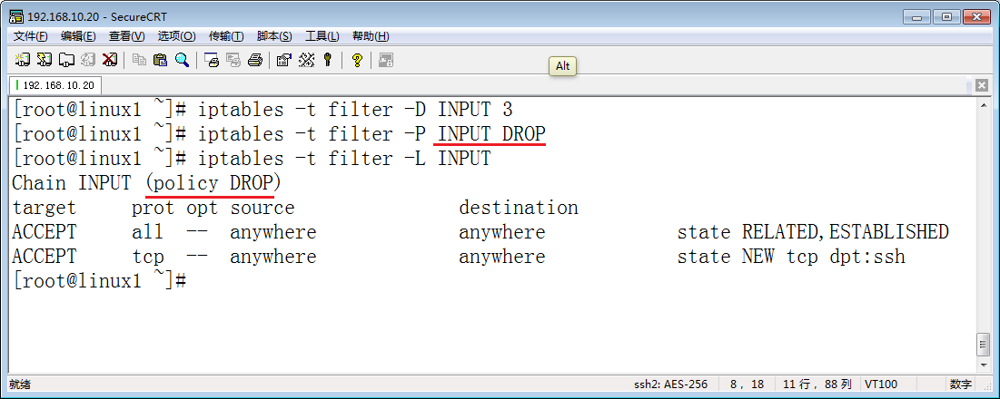 192.168.10.20 - SecureCRT
文件(F) 编辑(E) 查看(V) 选项(O) 传输(T) 脚本(S) 工具(L) 帮助(H)
Alt
192.168.10.20
[root@linux1 ~]# iptables -t filter -D INPUT 3
[root@linux1 ~]# iptables -t filter -P INPUT DROP
[root@linux1 ~]# iptables -t filter -L INPUT
Chain INPUT (policy DROP)
target     prot opt source               destination
ACCEPT     all  --  anywhere             anywhere            state RELATED,ESTABLISHED
ACCEPT     tcp  --  anywhere             anywhere            state NEW tcp dpt:ssh
[root@linux1 ~]#
就绪 ssh2: AES-256 8, 18 11 行, 88 列 VT100 数字